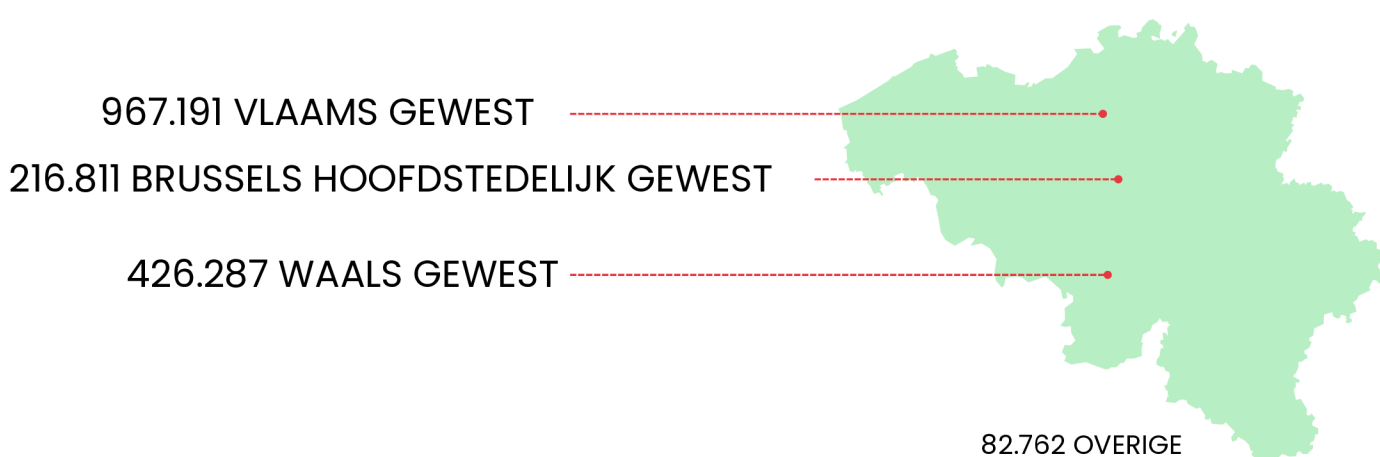 967.191 VLAAMS GEWEST
216.811 BRUSSELS HOOFDSTEDELIJK GEWEST
426.287 WAALS GEWEST
82.762 OVERIGE